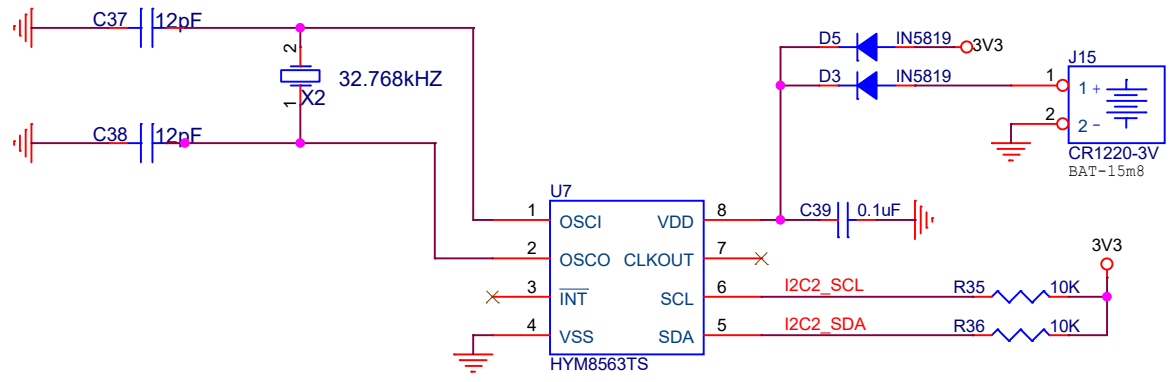 C37 12pF
2
32.768kHZ
X2
1
C38 12pF
D5 IN5819 3V3
D3 IN5819
J15
1 1 +
2 2 -
CR1220-3V
BAT-15m8
U7
1 OSCI VDD 8
C39 0.1uF
2 OSCO CLKOUT 7
3 INT SCL 6 I2C2_SCL R35 10K
3V3
4 VSS SDA 5 I2C2_SDA R36 10K
HYM8563TS